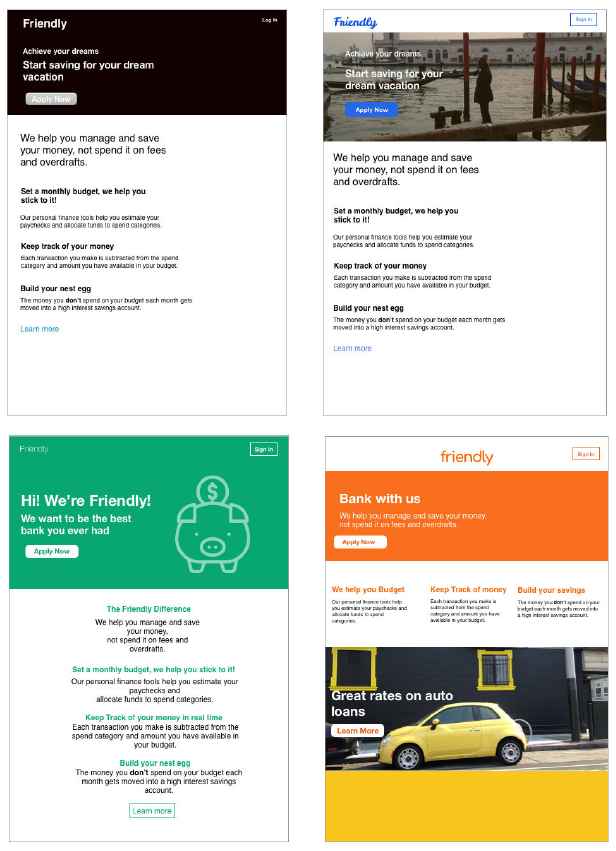 Friendly
Log In
Achieve your dreams
Start saving for your dream
vacation
Apply Now
We help you manage and save
your money, not spend it on fees
and overdrafts.
Set a monthly budget, we help you
stick to it!
Our personal finance tools help you estimate your
paychecks and allocate funds to spend categories.
Keep track of your money
Each transaction you make is subtracted from the spend
category and amount you have available in your budget.
Build your nest egg
The money you don't spend on your budget each month gets
moved into a high interest savings account.
Learn more
Friendly
Sign In
Achieve your dreams
Start saving for your
dream vacation
Apply Now
We help you manage and save
your money, not spend it on fees
and overdrafts.
Set a monthly budget, we help you
stick to it!
Our personal finance tools help you estimate your
paychecks and allocate funds to spend categories.
Keep track of your money
Each transaction you make is subtracted from the spend
category and amount you have available in your budget.
Build your nest egg
The money you don't spend on your budget each month gets
moved into a high interest savings account.
Learn more
Friendly
Sign In
Hi! We're Friendly!
We want to be the best
bank you ever had
Apply Now
$
The Friendly Difference
We help you manage and save
your money,
not spend it on fees and
overdrafts.
Set a monthly budget, we help you stick to it!
Our personal finance tools help you estimate your
paychecks and
allocate funds to spend categories.
Keep Track of your money in real time
Each transaction you make is subtracted from the
spend category and amount you have available in
your budget.
Build your nest egg
The money you don't spend on your budget each
month gets moved into a high interest savings
account.
Learn more
friendly
Sign In
Bank with us
We help you manage and save your money,
not spend it on fees and overdrafts.
Apply Now
We help you Budget
Our personal finance tools help
you estimate your paychecks and
allocate funds to spend
categories.
Keep Track of money
Each transaction you make is
subtracted from the spend
category and amount you have
available in your budget.
Build your savings
The money you don't spend on your
budget each month gets moved into
a high interest savings account.
Great rates on auto
loans
Learn More